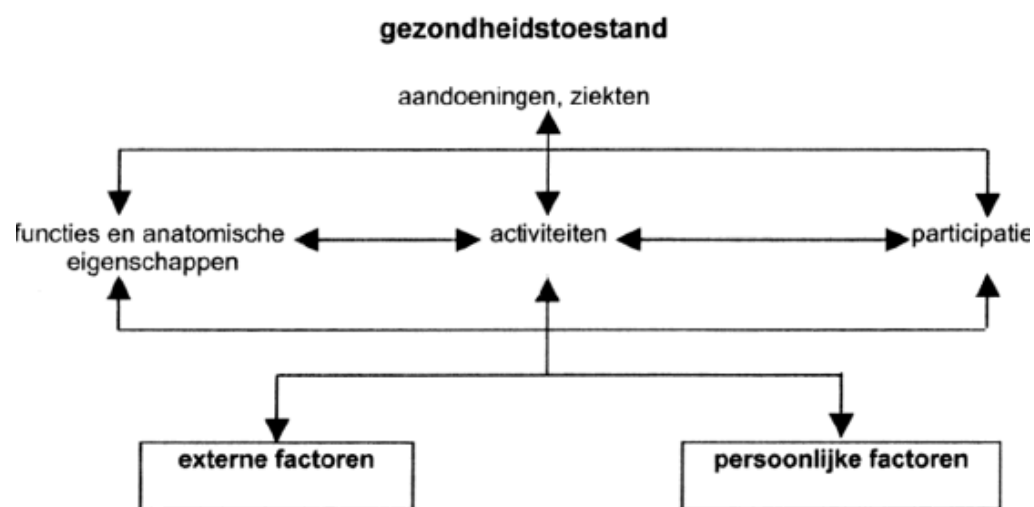 gezondheidstoestand
aandoeningen, ziekten
functies en anatomische
eigenschappen
activiteiten
participatie
externe factoren
persoonlijke factoren